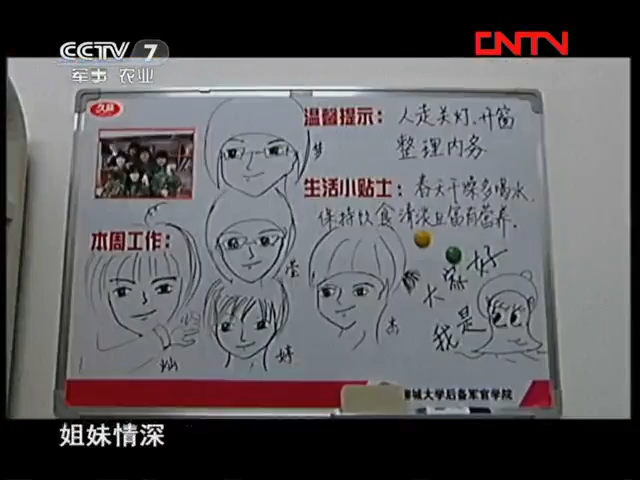 CCTV 7
军事 农业
CNTN
久林
温馨提示: 人走关灯、开窗
整理内务
梦
生活小贴士: 春天干燥多喝水,
保持饮食清淡且富有营养.
本周工作:
莹
大家好
我是
杰
灿
婷
聊城大学后备军官学院
姐妹情深